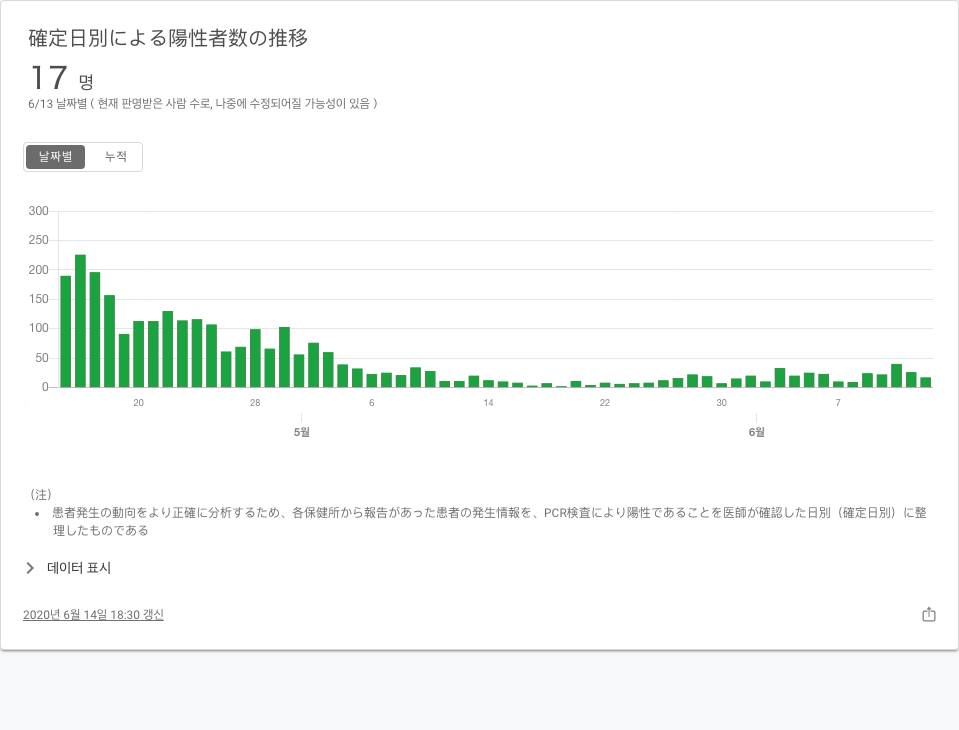 確定日別による陽性者数の推移
17 명
6/13 날짜별 ( 현재 판명받은 사람 수로, 나중에 수정되어질 가능성이 있음 )
날짜별 누적
300
250
200
150
100
50
0
20 28 6 14 22 30 7
5월 6월
（注）
• 患者発生の動向をより正確に分析するため、各保健所から報告があった患者の発生情報を、PCR検査により陽性であることを医師が確認した日別（確定日別）に整
理したものである
데이터 표시
2020년 6월 14일 18:30 갱신